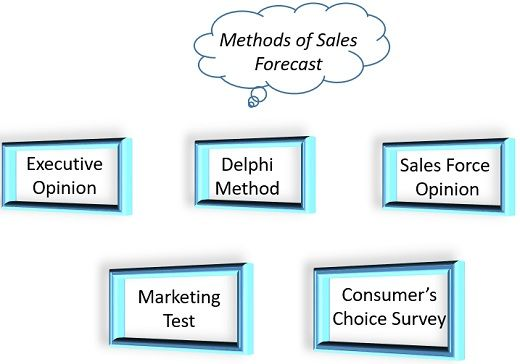 Methods of Sales
Forecast
Executive
Opinion
Delphi
Method
Sales Force
Opinion
Marketing
Test
Consumer's
Choice Survey